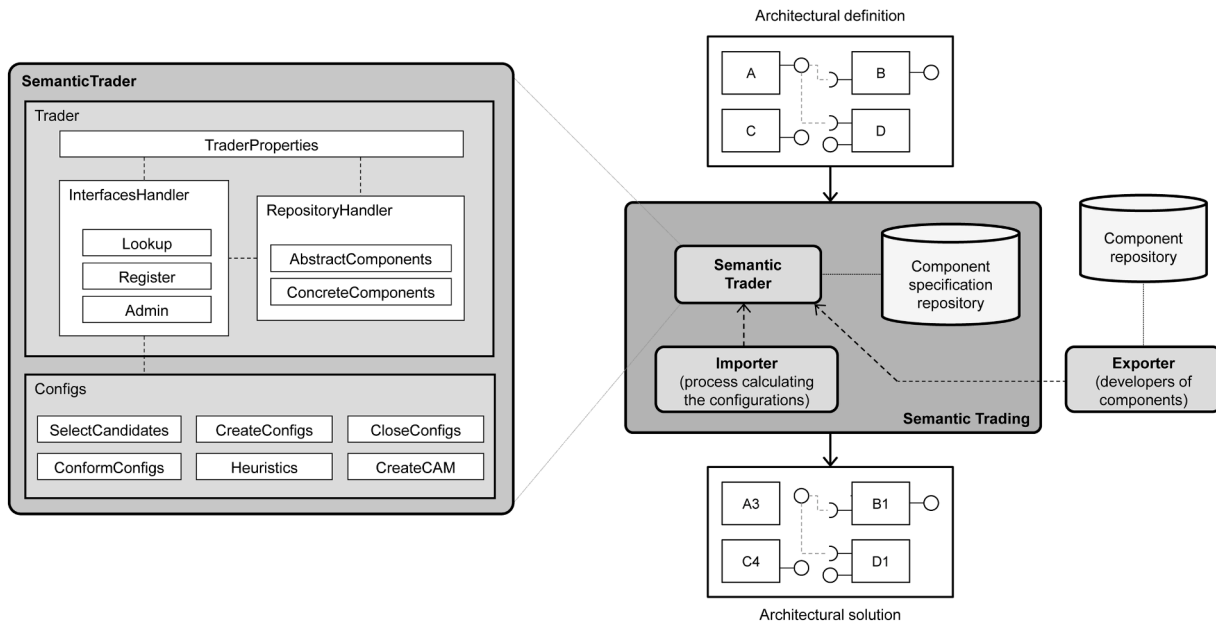 SemanticTrader
Trader
TraderProperties
InterfacesHandler
Lookup
Register
Admin
RepositoryHandler
AbstractComponents
ConcreteComponents
Configs
SelectCandidates
CreateConfigs
CloseConfigs
ConformConfigs
Heuristics
CreateCAM
Architectural definition
A
B
C
D
Semantic
Trader
Component
specification
repository
Importer
(process calculating
the configurations)
Semantic Trading
Component
repository
Exporter
(developers of
components)
A3
B1
C4
D1
Architectural solution